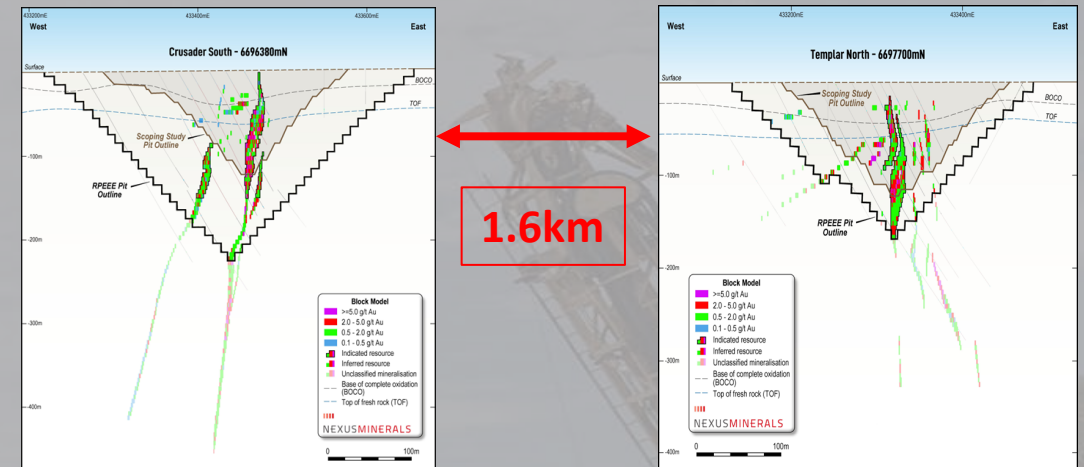 433200mE
433400mE
433600mE
West
East
Crusader South - 6696380mN
Surface
BOCO
TOF
Scoping Study
Pit Outline
-100m
RPEEE Pit
Outline
-200m
-300m
-400m
Block Model
>=5.0 g/t Au
2.0 - 5.0 g/t Au
0.5 - 2.0 g/t Au
0.1 - 0.5 g/t Au
Indicated resource
Inferred resource
Unclassified mineralisation
Base of complete oxidation
(BOCO)
Top of fresh rock (TOF)
NEXUSMINERALS
0 100m
1.6km
433200mE
433400mE
West
East
Templar North - 6697700mN
Surface
Scoping Study
Pit Outline
BOCO
TOF
-100m
RPEEE Pit
Outline
-200m
-300m
-400m
Block Model
>=5.0 g/t Au
2.0 - 5.0 g/t Au
0.5 - 2.0 g/t Au
0.1 - 0.5 g/t Au
Indicated resource
Inferred resource
Unclassified mineralisation
Base of complete oxidation
(BOCO)
Top of fresh rock (TOF)
NEXUSMINERALS
0 100m